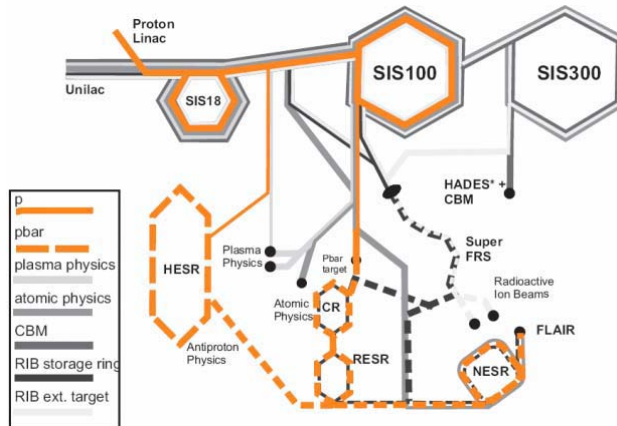 Proton
Linac
Unilac
SIS18
SIS100
SIS300
p
pbar
plasma physics
atomic physics
CBM
RIB storage ring
RIB ext. target
HESR
Plasma
Physics
Pbar
target
Atomic
Physics
CR
RESR
Antiproton
Physics
HADES* +
CBM
Super
FRS
Radioactive
Ion Beams
FLAIR
NESR